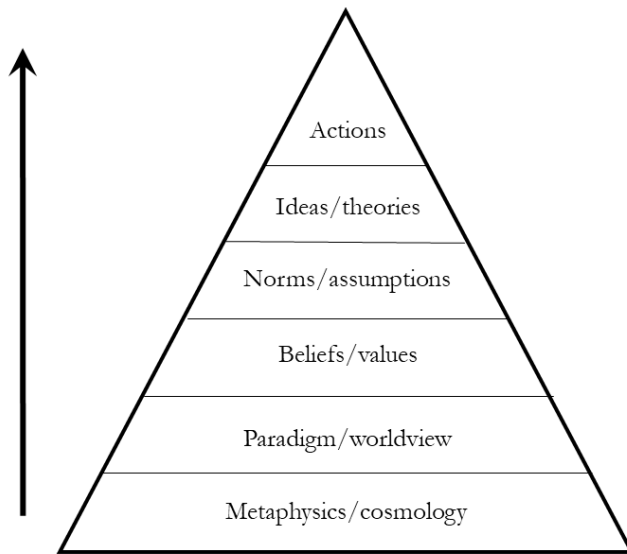 Actions
Ideas/theories
Norms/assumptions
Beliefs/values
Paradigm/worldview
Metaphysics/cosmology